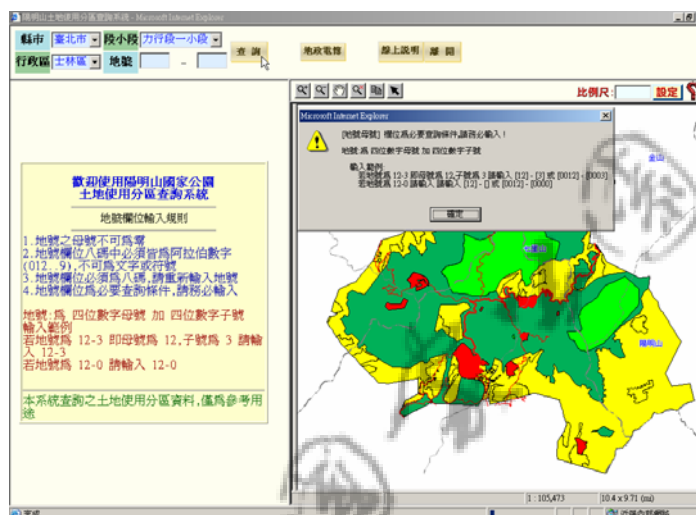 陽明山土地使用分區查詢系統 - Microsoft Internet Explorer
縣市 臺北市 段小段 力行段一小段
查 詢 地政電傳 線上說明 離 開
行政區 士林區 地號 -
比例尺: 設定
Microsoft Internet Explorer
[地號母號] 欄位為必要查詢條件,請務必輸入!
地號:為 四位數字母號 加 四位數字子號
輸入範例:
若地號為 12-3 即母號為 12,子號為 3 請輸入 [12] - [3] 或 [0012] - [0003]
若地號為 12-0 請輸入 請輸入 [12] - [] 或 [0012] - [0000]
確定
歡迎使用陽明山國家公園
土地使用分區查詢系統
地號欄位輸入規則
1.地號之母號不可為零
2.地號欄位八碼中必須皆為阿拉伯數字
(012..9),不可為文字或符號
3.地號欄位必須為八碼,請重新輸入地號
4.地號欄位為必要查詢條件,請務必輸入
地號:為 四位數字母號 加 四位數字子號
輸入範例
若地號為 12-3 即母號為 12,子號為 3 請輸
入 12-3
若地號為 12-0 請輸入 12-0
本系統查詢之土地使用分區資料,僅為參考用
途
金山
陽明山
1 : 105,473
10.4 x 9.71 (mi)
完成